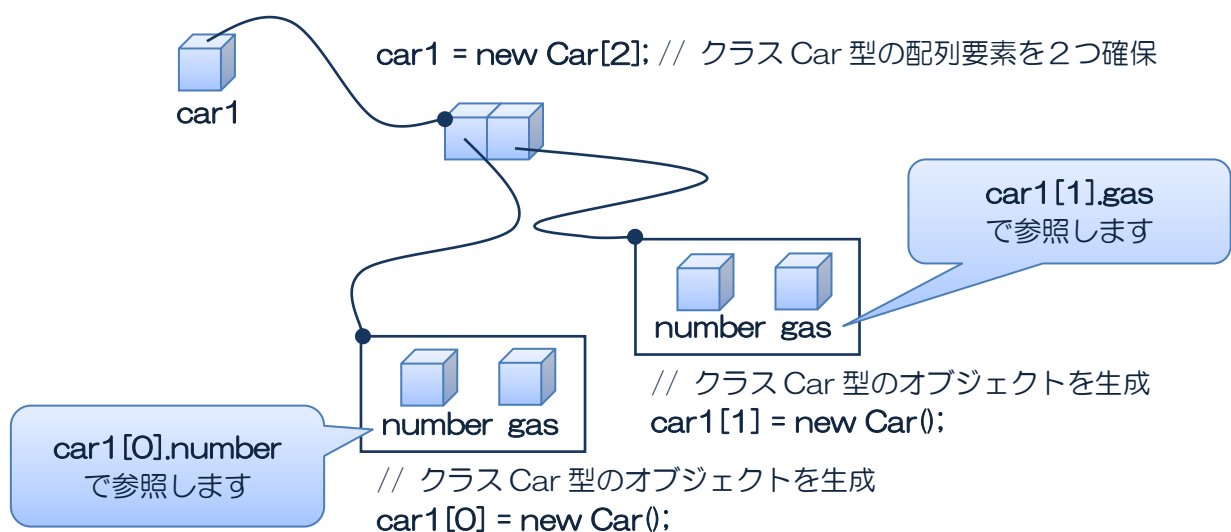 car1 = new Car[2]; // クラス Car 型の配列要素を２つ確保
car1
car1[1].gas
で参照します
number gas
// クラス Car 型のオブジェクトを生成
car1[1] = new Car();
number gas
car1[0].number
で参照します
// クラス Car 型のオブジェクトを生成
car1[0] = new Car();